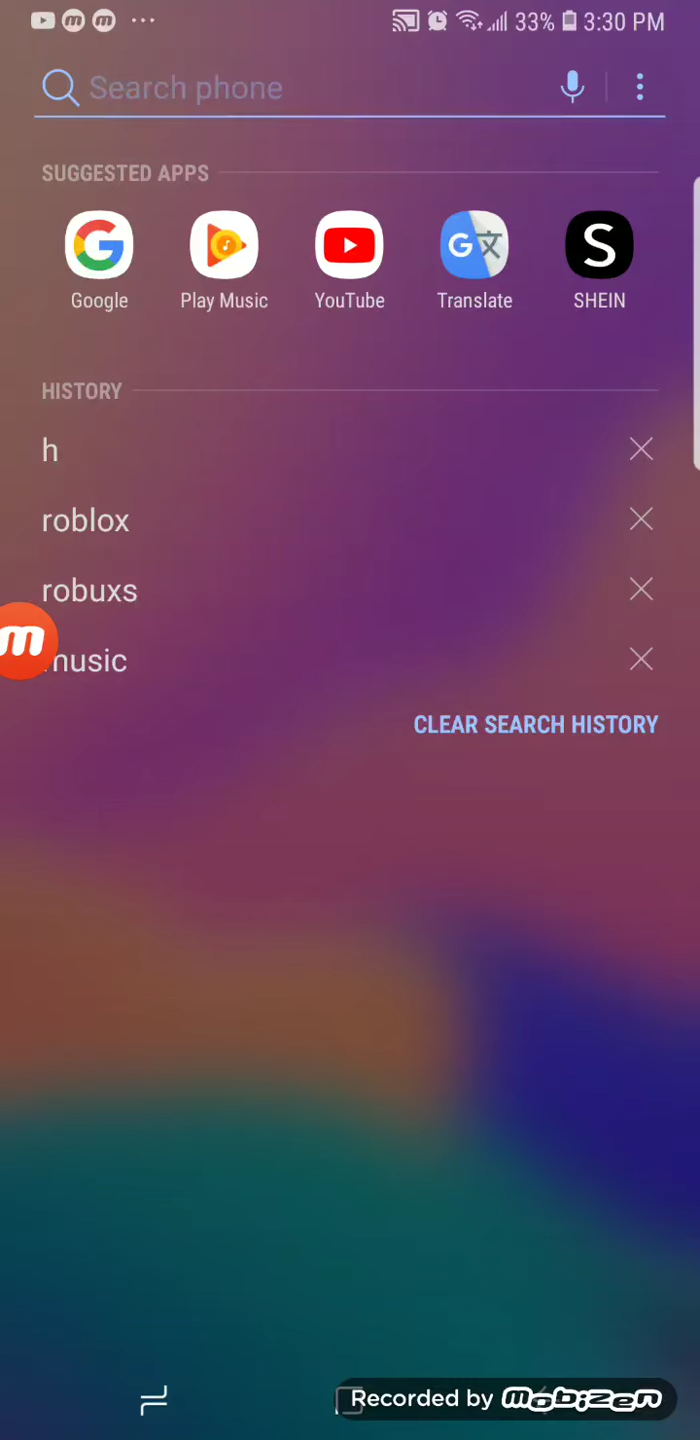 33% 3:30 PM
Search phone
SUGGESTED APPS
Google Play Music YouTube Translate SHEIN
HISTORY
h
roblox
robuxs
music
CLEAR SEARCH HISTORY
Recorded by mobizen